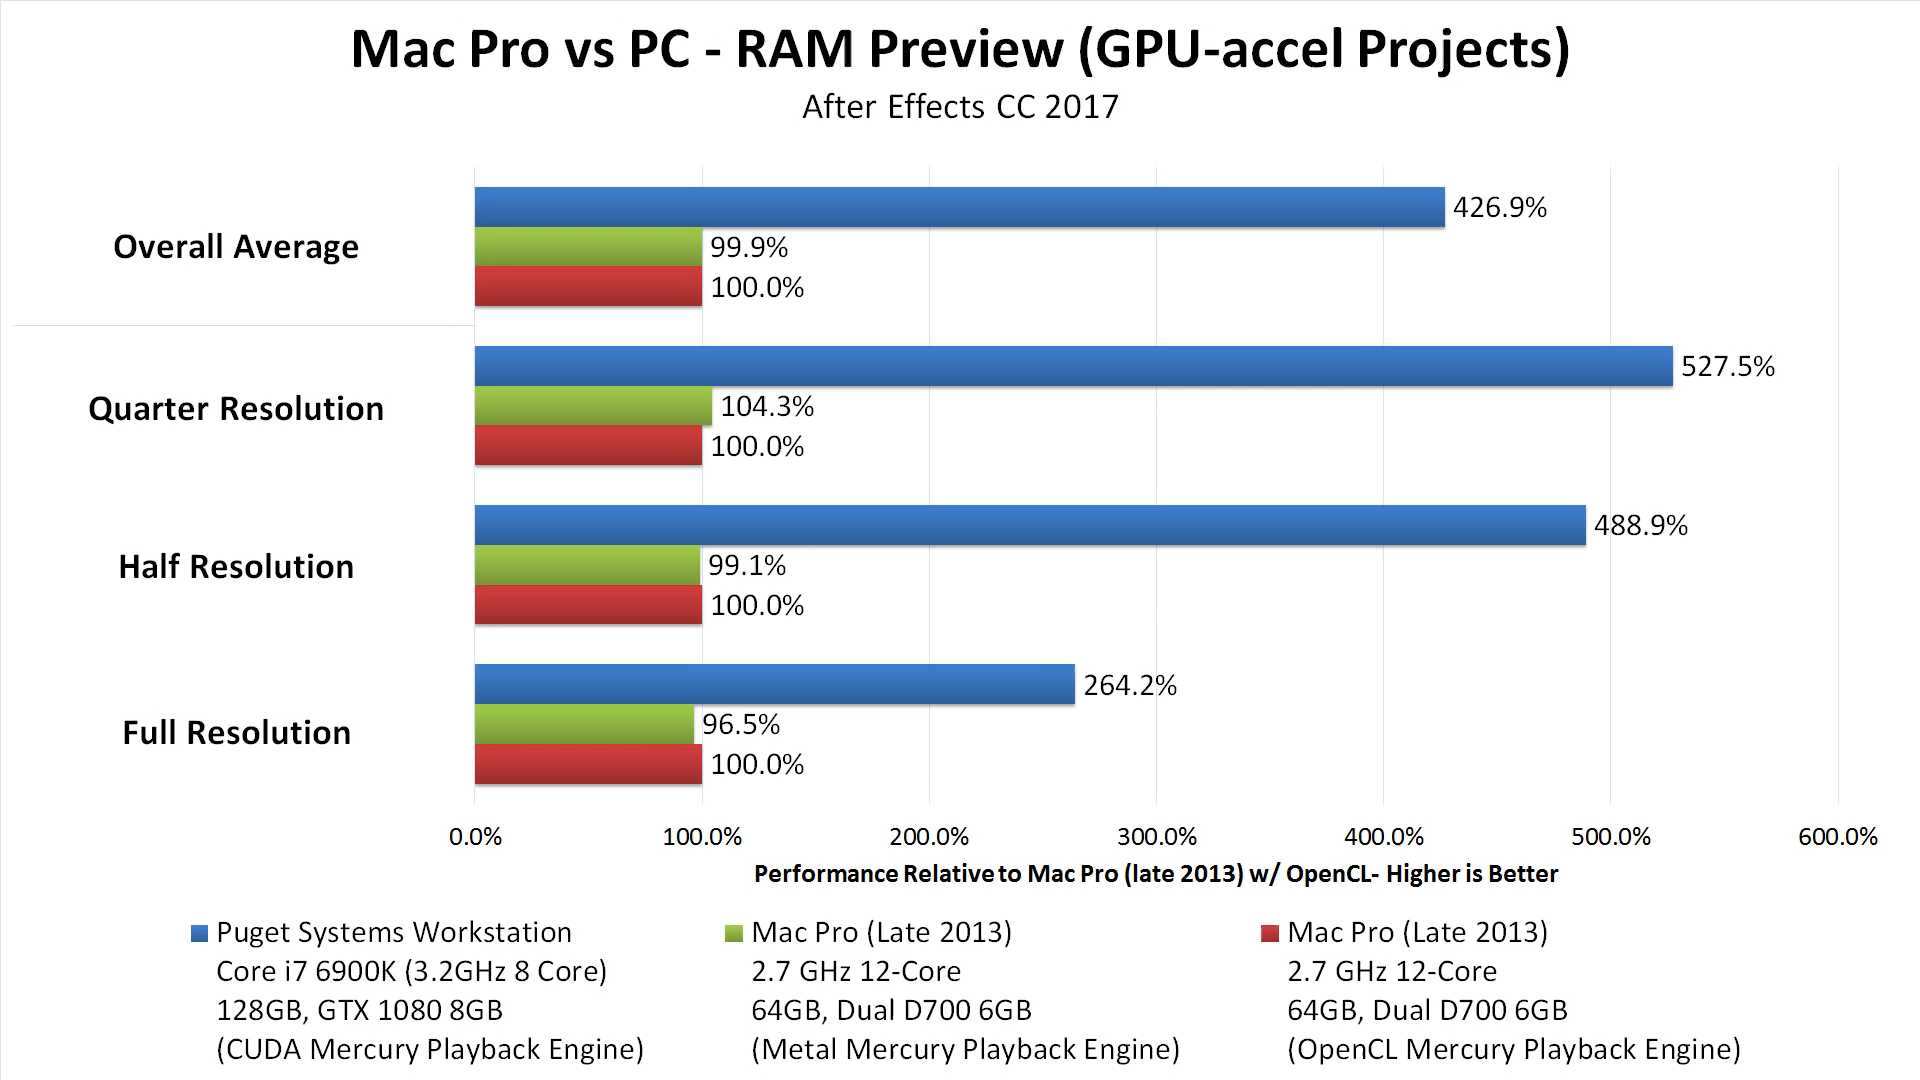 Mac Pro vs PC - RAM Preview (GPU-accel Projects)
After Effects CC 2017
Overall Average
426.9%
99.9%
100.0%
Quarter Resolution
527.5%
104.3%
100.0%
Half Resolution
488.9%
99.1%
100.0%
Full Resolution
264.2%
96.5%
100.0%
0.0% 100.0% 200.0% 300.0% 400.0% 500.0% 600.0%
Performance Relative to Mac Pro (late 2013) w/ OpenCL- Higher is Better
Puget Systems Workstation
Core i7 6900K (3.2GHz 8 Core)
128GB, GTX 1080 8GB
(CUDA Mercury Playback Engine)
Mac Pro (Late 2013)
2.7 GHz 12-Core
64GB, Dual D700 6GB
(Metal Mercury Playback Engine)
Mac Pro (Late 2013)
2.7 GHz 12-Core
64GB, Dual D700 6GB
(OpenCL Mercury Playback Engine)